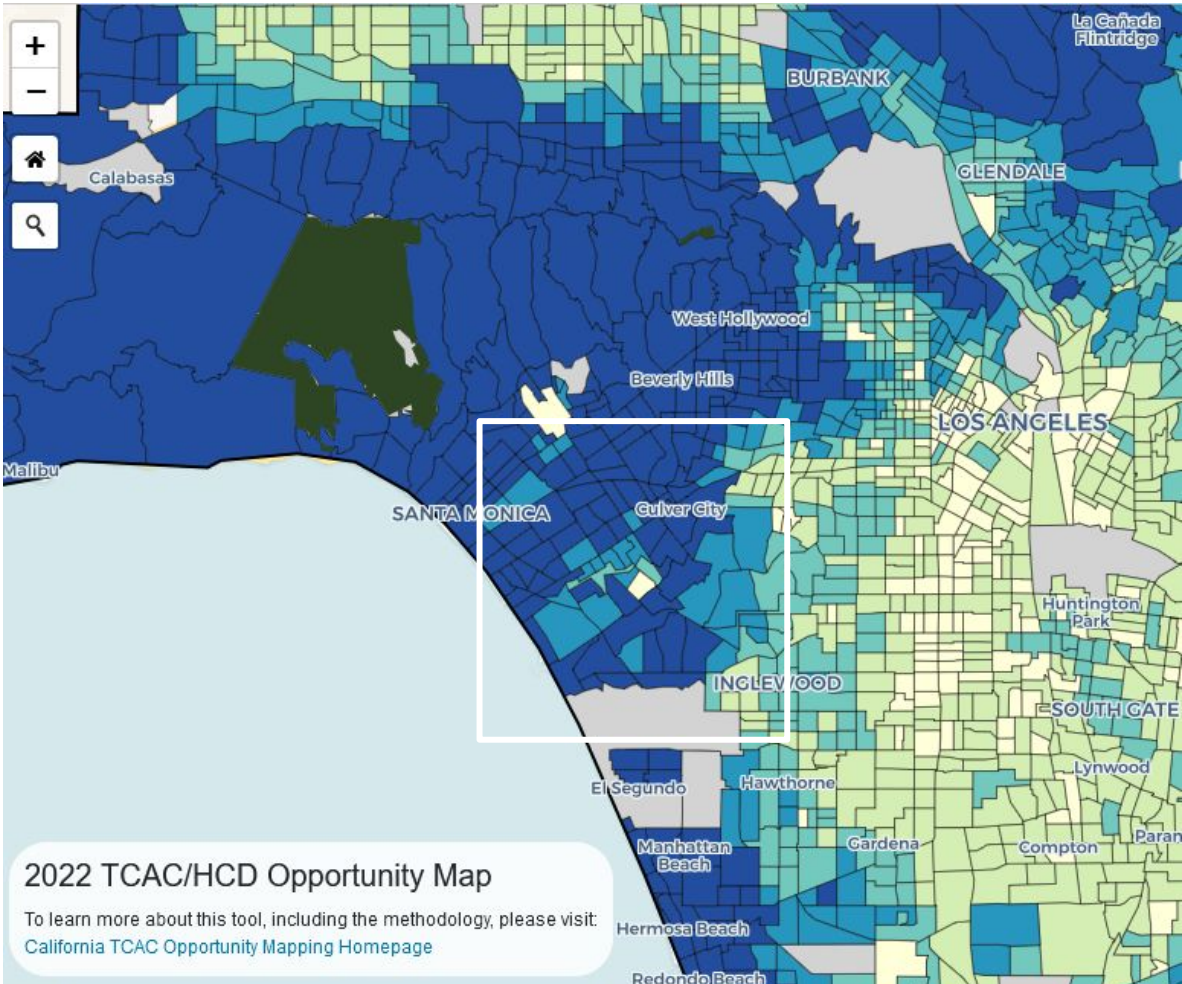 +
−
La Cañada
Flintridge
BURBANK
GLENDALE
Calabasas
West Hollywood
Beverly Hills
LOS ANGELES
Malibu
SANTA MONICA
Culver City
Huntington
Park
INGLEWOOD
SOUTH GATE
Lynwood
El Segundo
Hawthorne
Manhattan
Beach
Gardena
Compton
Paran
Hermosa Beach
Redondo Beach
2022 TCAC/HCD Opportunity Map
To learn more about this tool, including the methodology, please visit:
California TCAC Opportunity Mapping Homepage